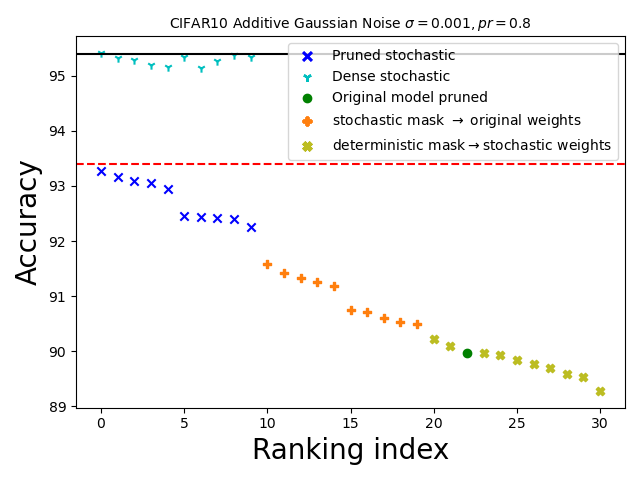 CIFAR10 Additive Gaussian Noise σ = 0.001, pr = 0.8
Pruned stochastic
Dense stochastic
Original model pruned
stochastic mask → original weights
deterministic mask→stochastic weights
Accuracy
95
94
93
92
91
90
89
0 5 10 15 20 25 30
Ranking index